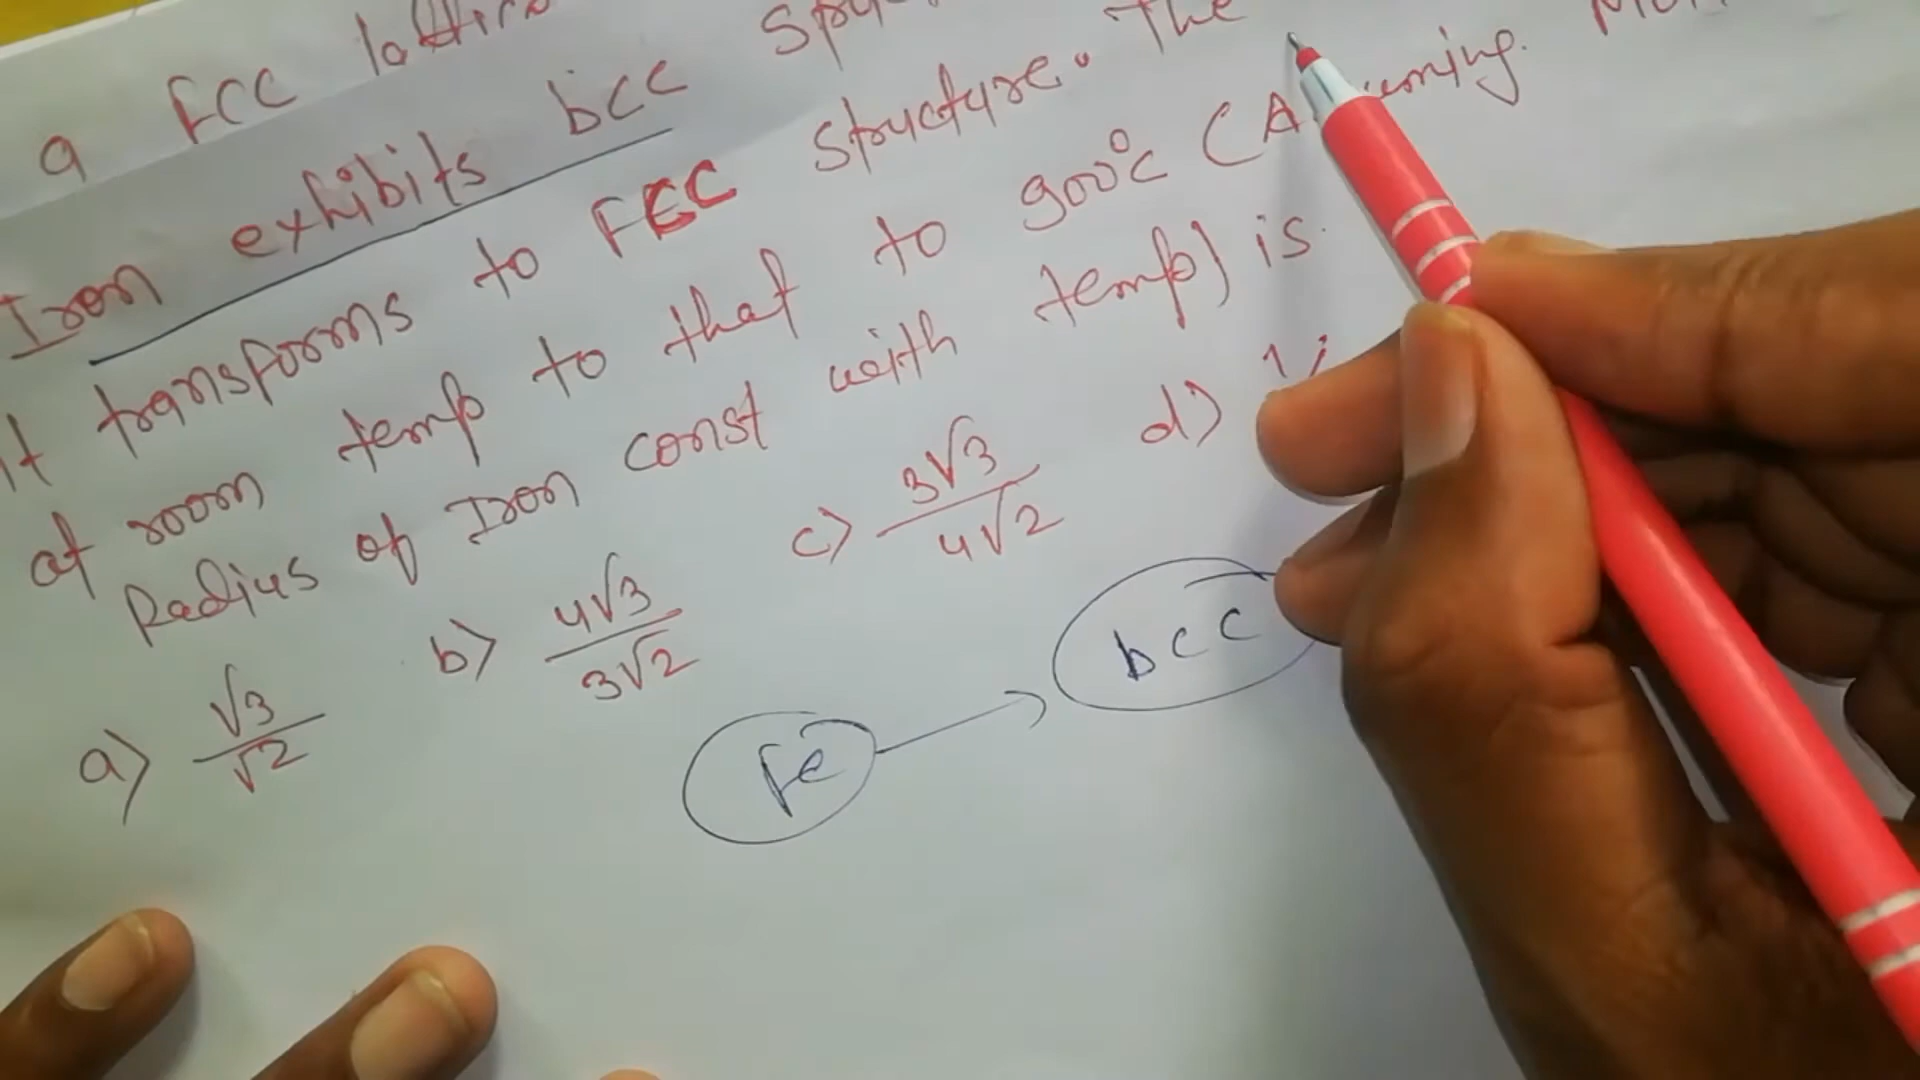 a FCC
Iron exhibits bcc
It transforms to FCC structure. The
at room temp to that to 900°c (
Radius of Iron const with temp) is.
a) √3/√2 b) 4√3/3√2 c) 3√3/4√2 d)
Fe → bcc